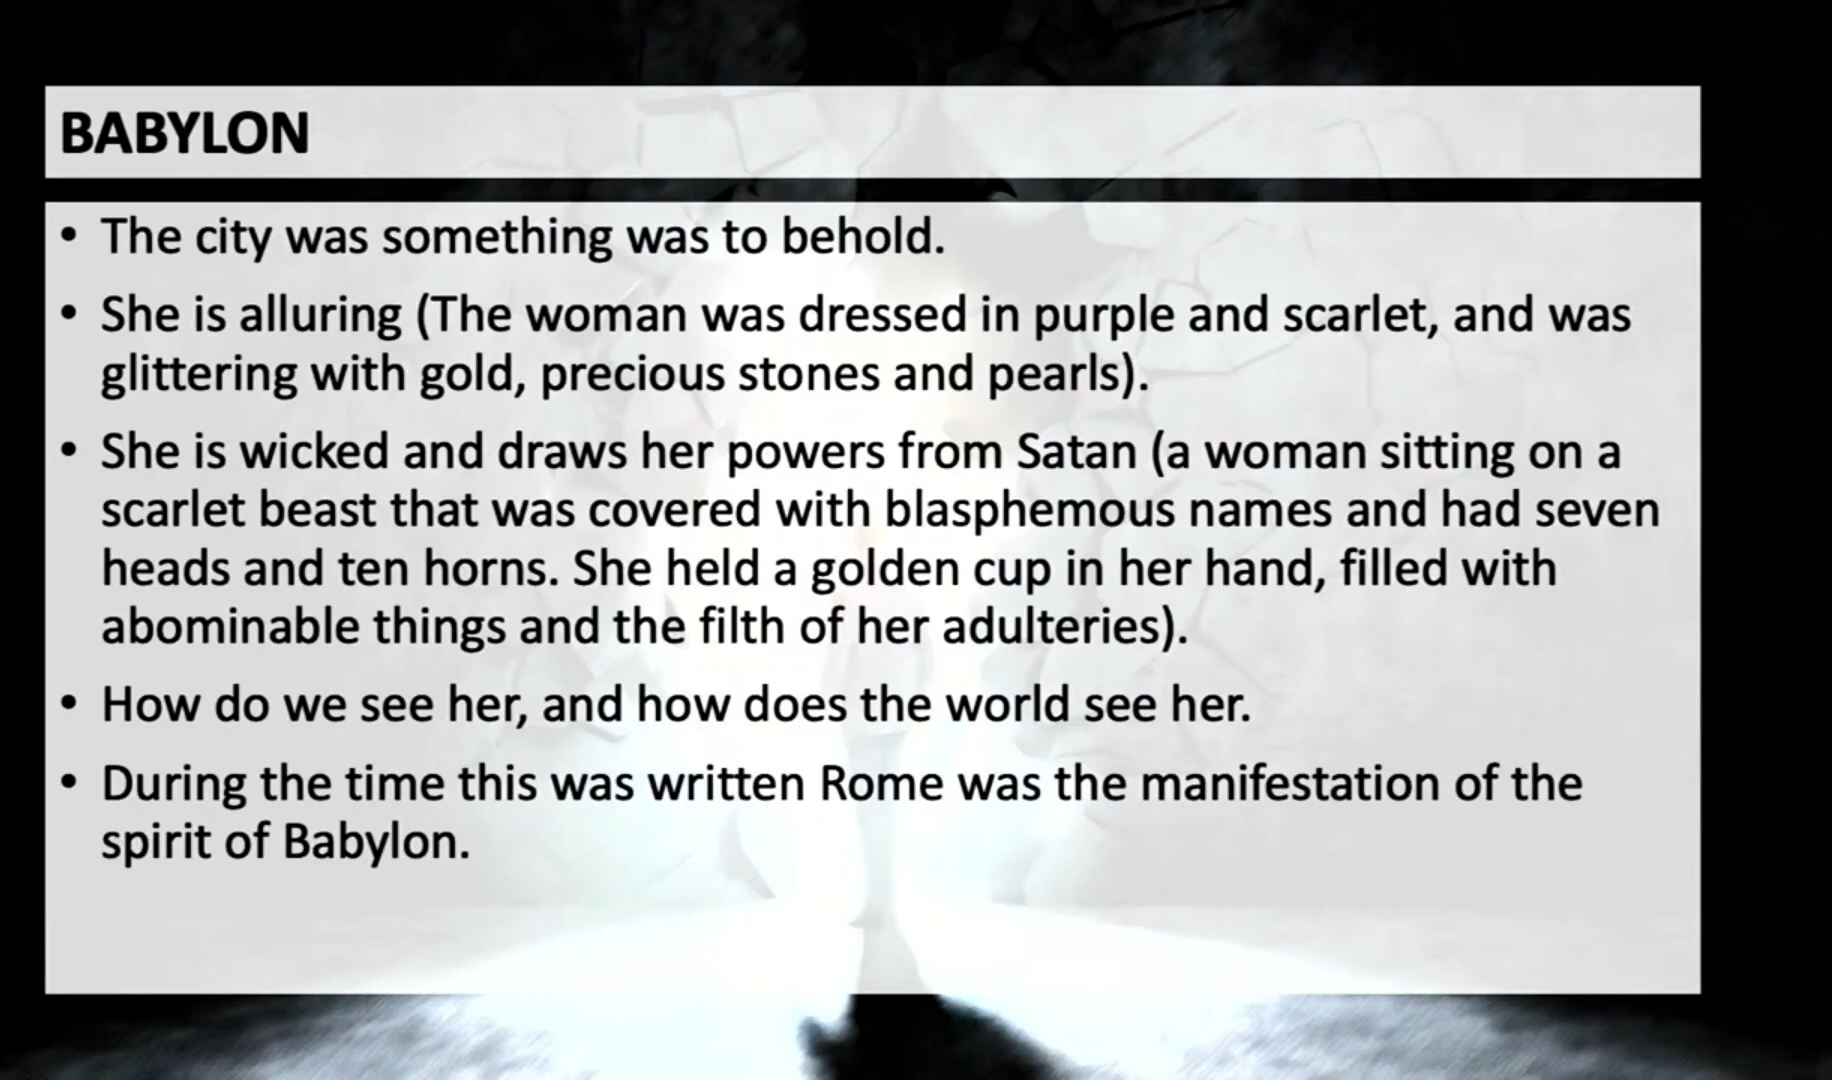 BABYLON
• The city was something was to behold.
• She is alluring (The woman was dressed in purple and scarlet, and was
glittering with gold, precious stones and pearls).
• She is wicked and draws her powers from Satan (a woman sitting on a
scarlet beast that was covered with blasphemous names and had seven
heads and ten horns. She held a golden cup in her hand, filled with
abominable things and the filth of her adulteries).
• How do we see her, and how does the world see her.
• During the time this was written Rome was the manifestation of the
spirit of Babylon.